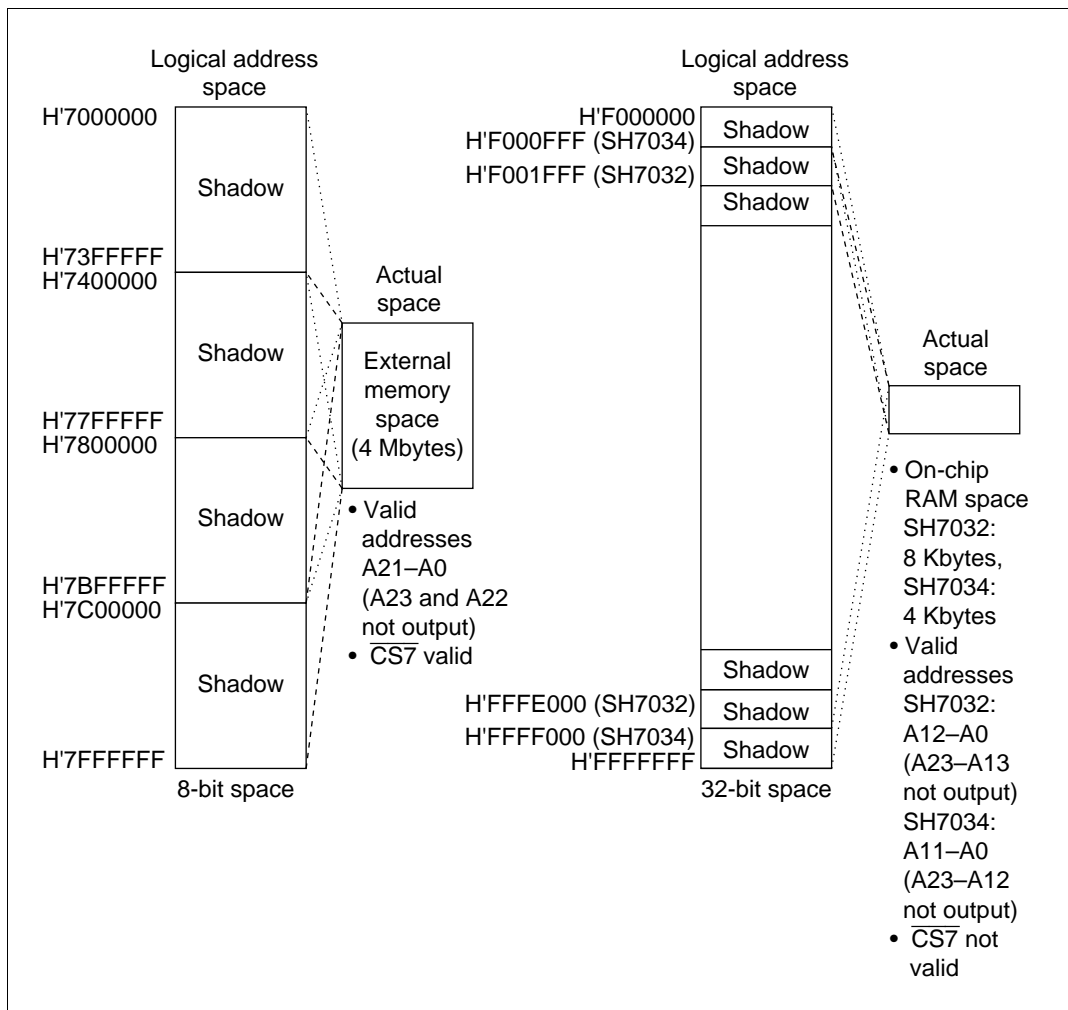 Logical address
space
H'7000000
Shadow
H'73FFFFF
H'7400000
Shadow
H'77FFFFF
H'7800000
Shadow
H'7BFFFFF
H'7C00000
Shadow
H'7FFFFFF
8-bit space
Actual
space
External
memory
space
(4 Mbytes)
• Valid
addresses
A21–A0
(A23 and A22
not output)
• CS7 valid
Logical address
space
H'F000000
Shadow
H'F000FFF (SH7034)
Shadow
H'F001FFF (SH7032)
Shadow
Shadow
H'FFFE000 (SH7032)
Shadow
H'FFFF000 (SH7034)
Shadow
H'FFFFFFF
32-bit space
Actual
space
• On-chip
RAM space
SH7032:
8 Kbytes,
SH7034:
4 Kbytes
• Valid
addresses
SH7032:
A12–A0
(A23–A13
not output)
SH7034:
A11–A0
(A23–A12
not output)
• CS7 not
valid